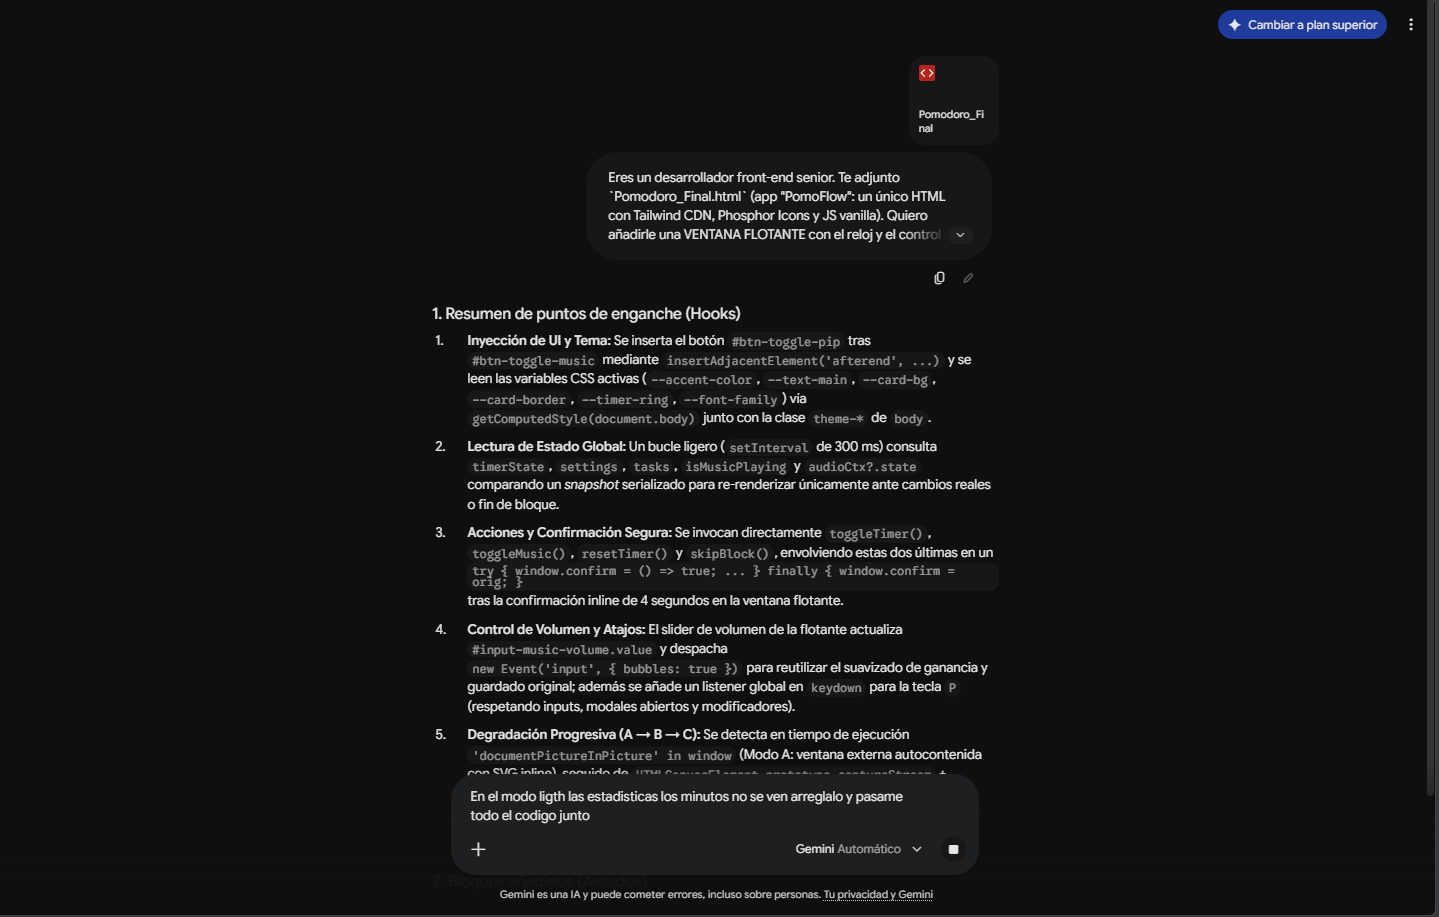 Cambiar a plan superior
Pomodoro_Fi
nal
Eres un desarrollador front-end senior. Te adjunto
`Pomodoro_Final.html` (app "PomoFlow": un único HTML
con Tailwind CDN, Phosphor Icons y JS vanilla). Quiero
añadirle una VENTANA FLOTANTE con el reloj y el control
1. Resumen de puntos de enganche (Hooks)
1. Inyección de UI y Tema: Se inserta el botón #btn-toggle-pip tras
#btn-toggle-music mediante insertAdjacentElement('afterend', ...) y se
leen las variables CSS activas ( --accent-color , --text-main , --card-bg ,
--card-border , --timer-ring , --font-family ) vía
getComputedStyle(document.body) junto con la clase theme-* de body .
2. Lectura de Estado Global: Un bucle ligero ( setInterval de 300 ms) consulta
timerState , settings , tasks , isMusicPlaying y audioCtx?.state
comparando un snapshot serializado para re-renderizar únicamente ante cambios reales
o fin de bloque.
3. Acciones y Confirmación Segura: Se invocan directamente toggleTimer() ,
toggleMusic() , resetTimer() y skipBlock() , envolviendo estas dos últimas en un
try { window.confirm = () => true; ... } finally { window.confirm =
orig; }
tras la confirmación inline de 4 segundos en la ventana flotante.
4. Control de Volumen y Atajos: El slider de volumen de la flotante actualiza
#input-music-volume.value y despacha
new Event('input', { bubbles: true }) para reutilizar el suavizado de ganancia y
guardado original; además se añade un listener global en keydown para la tecla P
(respetando inputs, modales abiertos y modificadores).
5. Degradación Progresiva (A → B → C): Se detecta en tiempo de ejecución
'documentPictureInPicture' in window (Modo A: ventana externa autocontenida
con SVG inline), seguido de HTMLCanvasElement.prototype.captureStream +
En el modo ligth las estadisticas los minutos no se ven arreglalo y pasame
todo el codigo junto
Gemini Automático
2. Bloques añadidos (Aislados)
Gemini es una IA y puede cometer errores, incluso sobre personas. Tu privacidad y Gemini